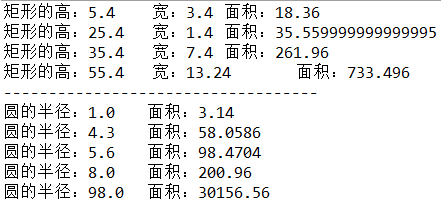 矩形的高：5.4 宽：3.4 面积：18.36
矩形的高：25.4 宽：1.4 面积：35.559999999999995
矩形的高：35.4 宽：7.4 面积：261.96
矩形的高：55.4 宽：13.24 面积：733.496
---------------------------------
圆的半径：1.0 面积：3.14
圆的半径：4.3 面积：58.0586
圆的半径：5.6 面积：98.4704
圆的半径：8.0 面积：200.96
圆的半径：98.0 面积：30156.56